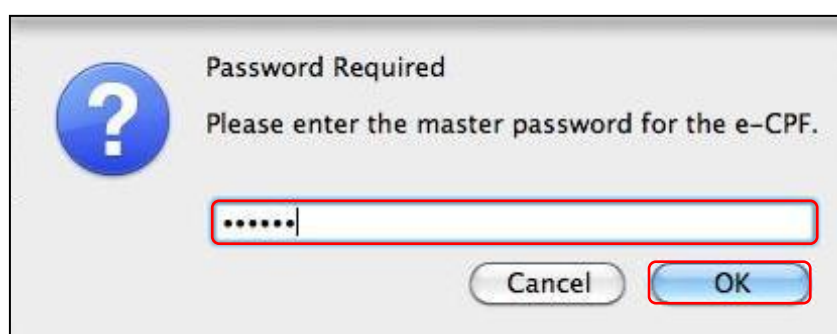 Password Required
Please enter the master password for the e-CPF.
••••••
Cancel OK